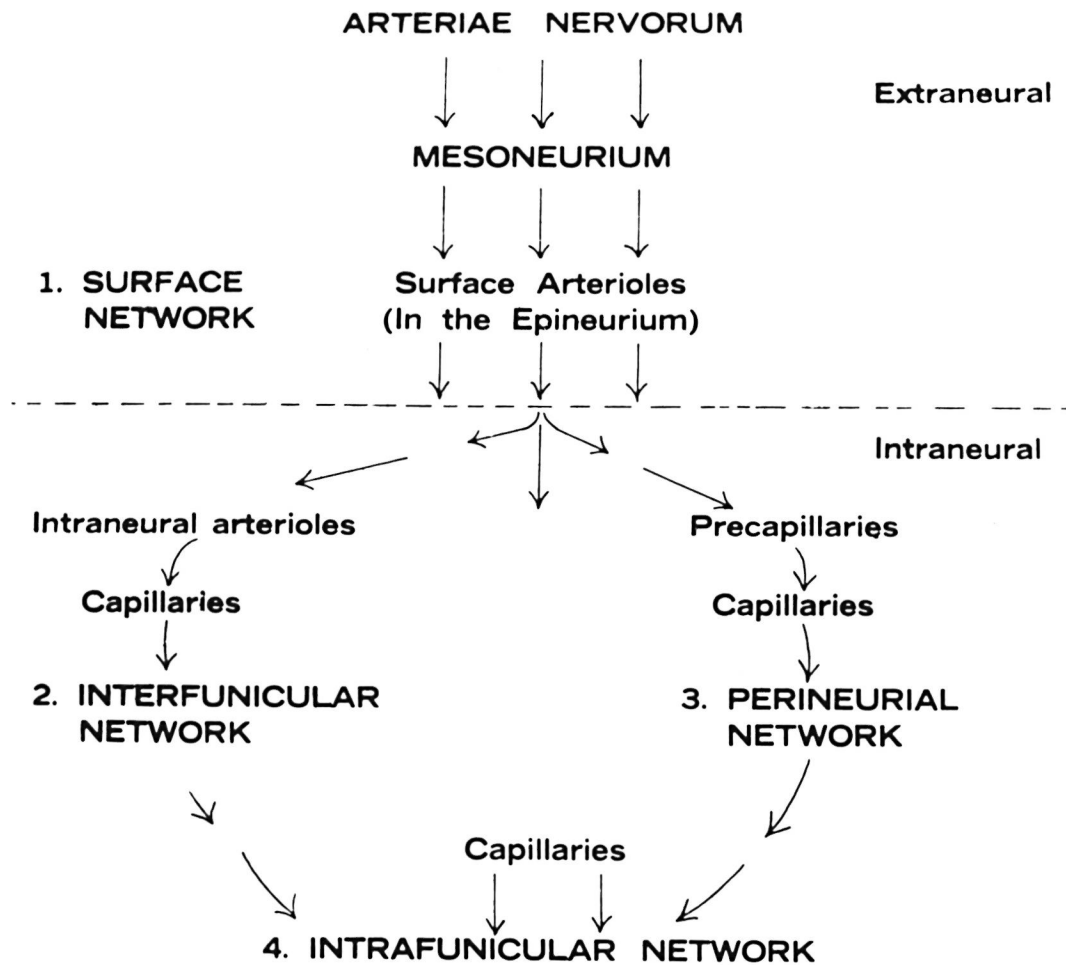 ARTERIAE NERVORUM
Extraneural
MESONEURIUM
1. SURFACE
NETWORK
Surface Arterioles
(In the Epineurium)
Intraneural
Intraneural arterioles
Capillaries
2. INTERFUNICULAR
NETWORK
Precapillaries
Capillaries
3. PERINEURIAL
NETWORK
Capillaries
4. INTRAFUNICULAR NETWORK